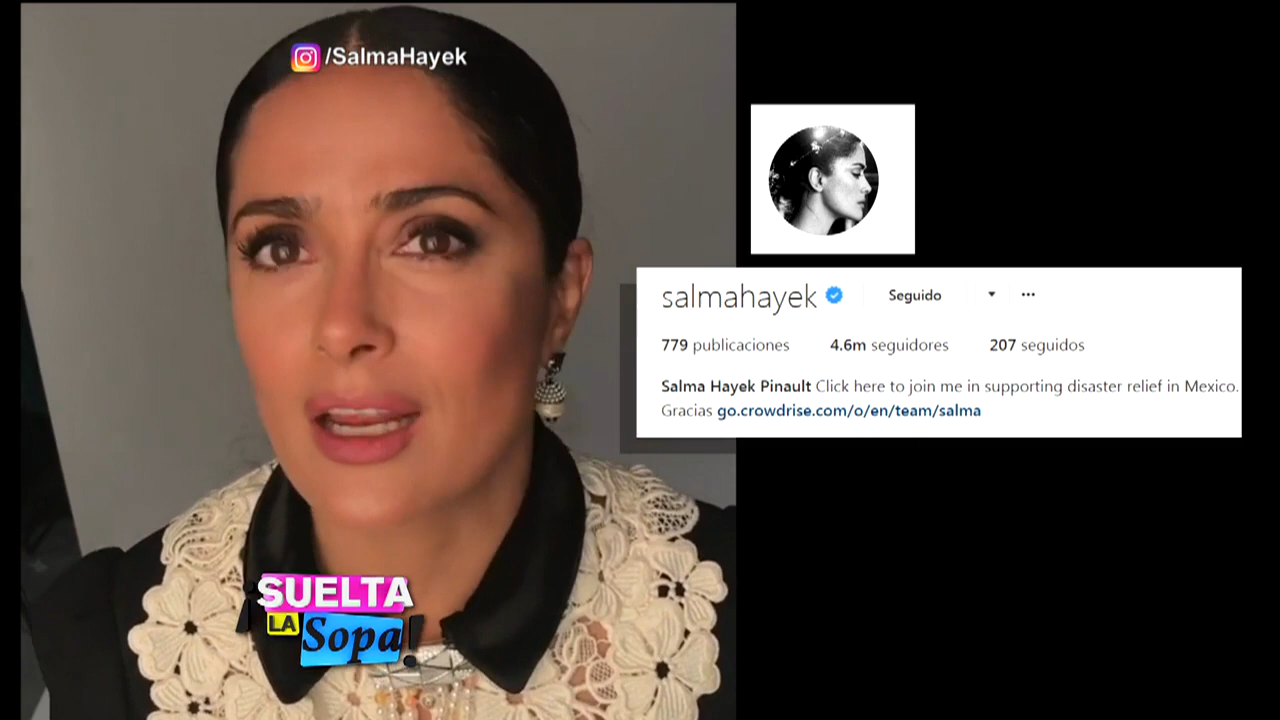 /SalmaHayek
salmahayek Seguido
779 publicaciones 4.6m seguidores 207 seguidos
Salma Hayek Pinault Click here to join me in supporting disaster relief in Mexico.
Gracias go.crowdrise.com/o/en/team/salma
¡SUELTA
LA Sopa!